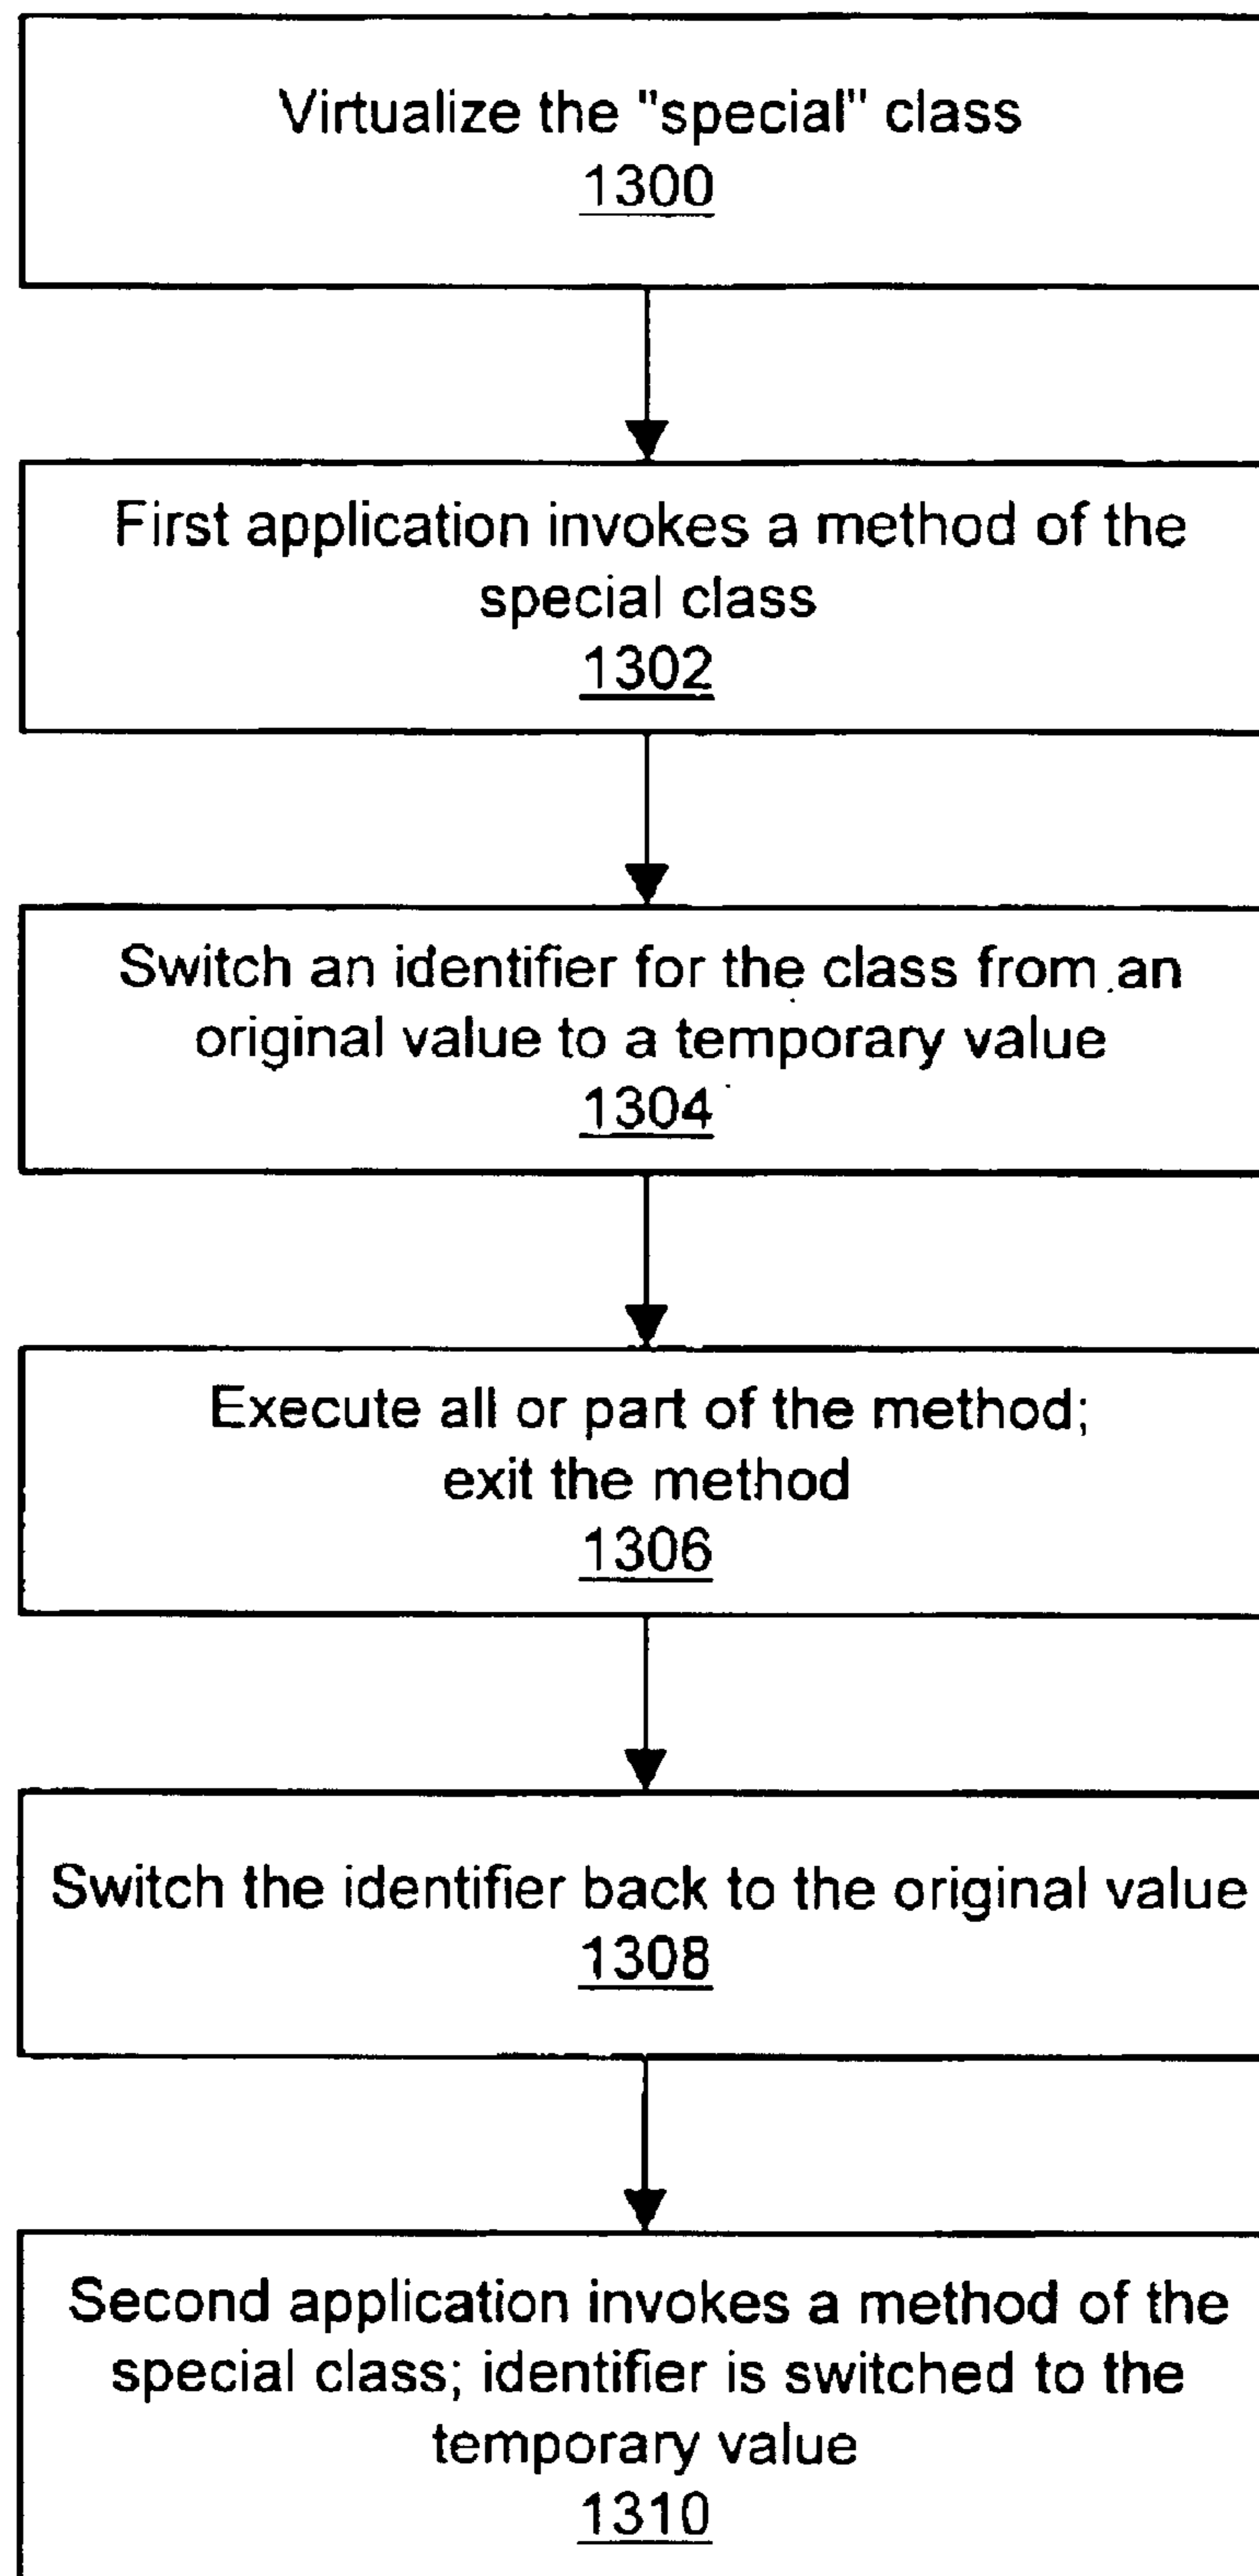 Virtualize the "special" class
1300
First application invokes a method of the
special class
1302
Switch an identifier for the class from an
original value to a temporary value
1304
Execute all or part of the method;
exit the method
1306
Switch the identifier back to the original value
1308
Second application invokes a method of the
special class; identifier is switched to the
temporary value
1310